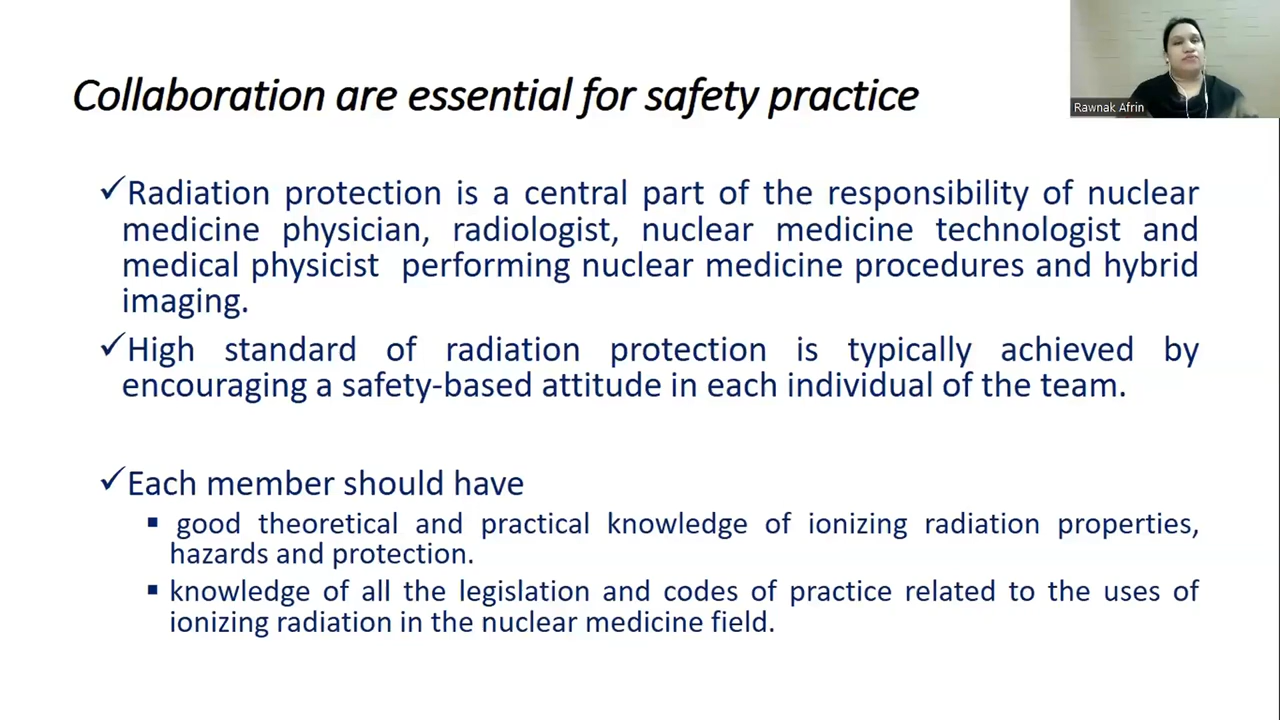 Collaboration are essential for safety practice
Rawnak Afrin
✓Radiation protection is a central part of the responsibility of nuclear
medicine physician, radiologist, nuclear medicine technologist and
medical physicist performing nuclear medicine procedures and hybrid
imaging.
✓High standard of radiation protection is typically achieved by
encouraging a safety-based attitude in each individual of the team.
✓Each member should have
▪ good theoretical and practical knowledge of ionizing radiation properties,
hazards and protection.
▪ knowledge of all the legislation and codes of practice related to the uses of
ionizing radiation in the nuclear medicine field.